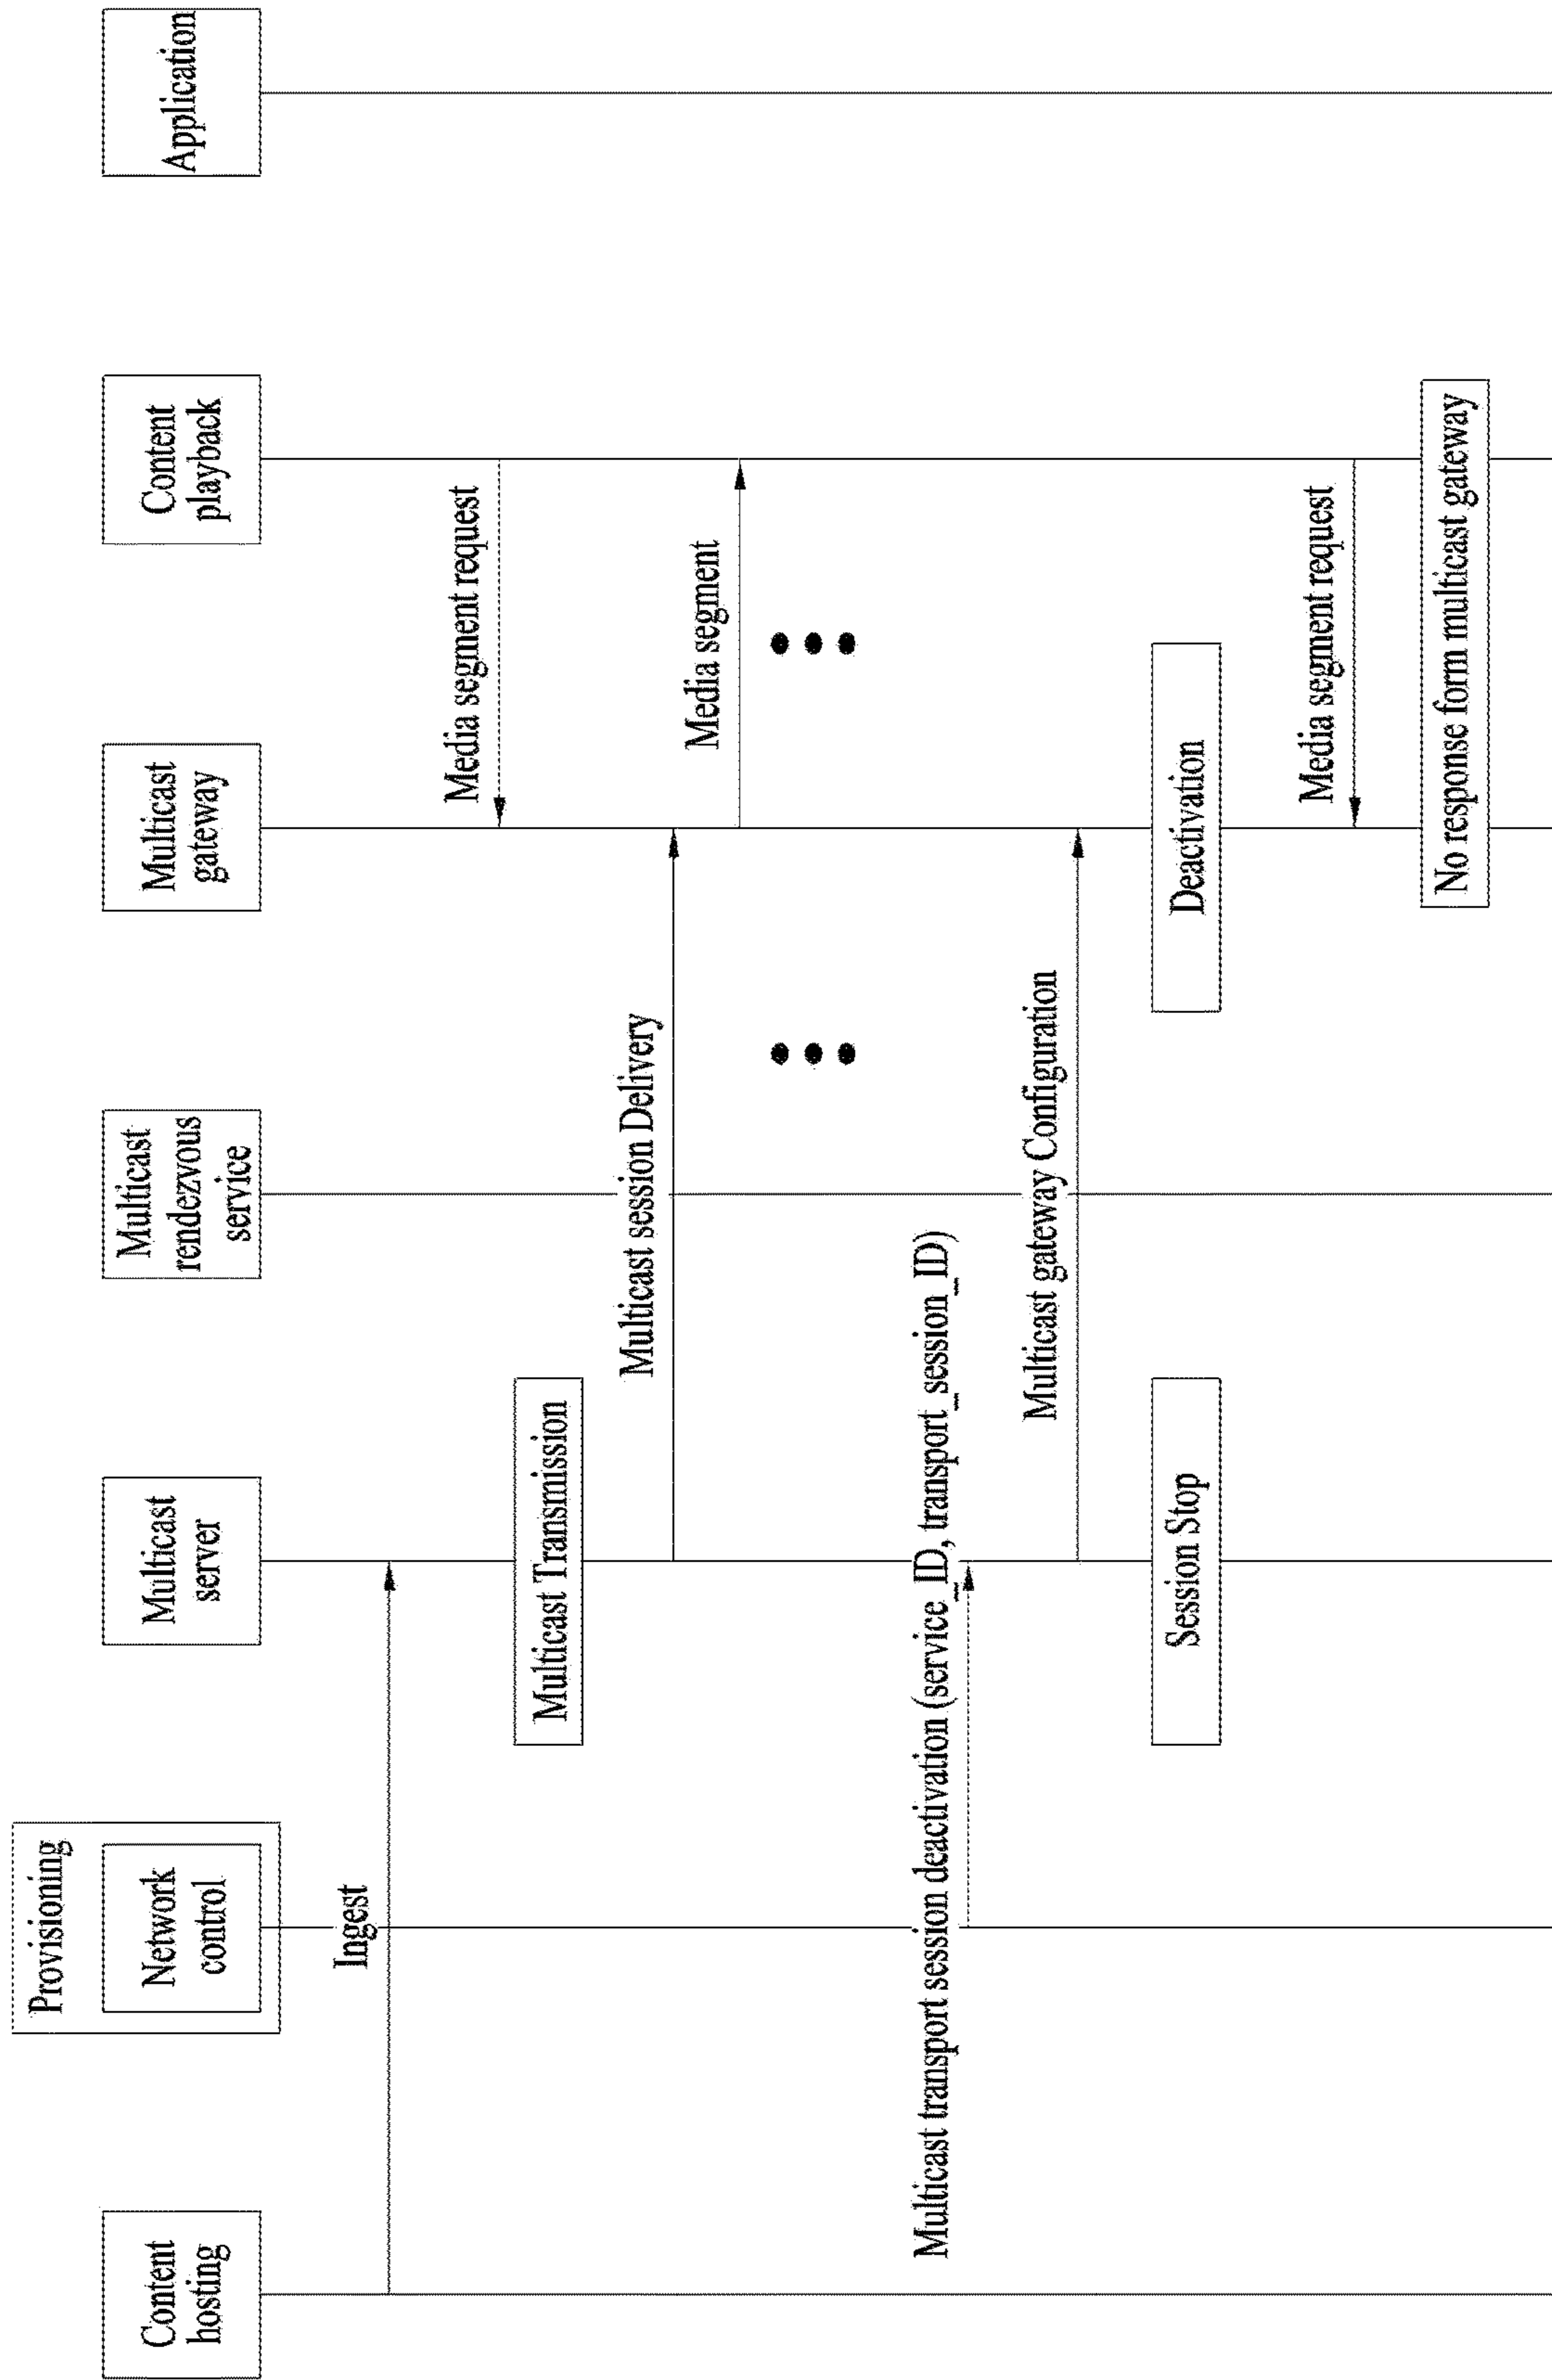 Provisioning
Content
hosting
Network
control
Multicast
server
Multicast
rendezvous
service
Multicast
gateway
Content
playback
Application
Ingest
Media segment request
Multicast Transmission
Multicast session Delivery
Media segment
Multicast transport session deactivation (service_ID, transport_session_ID)
Multicast gateway Configuration
Session Stop
Deactivation
Media segment request
No response form multicast gateway